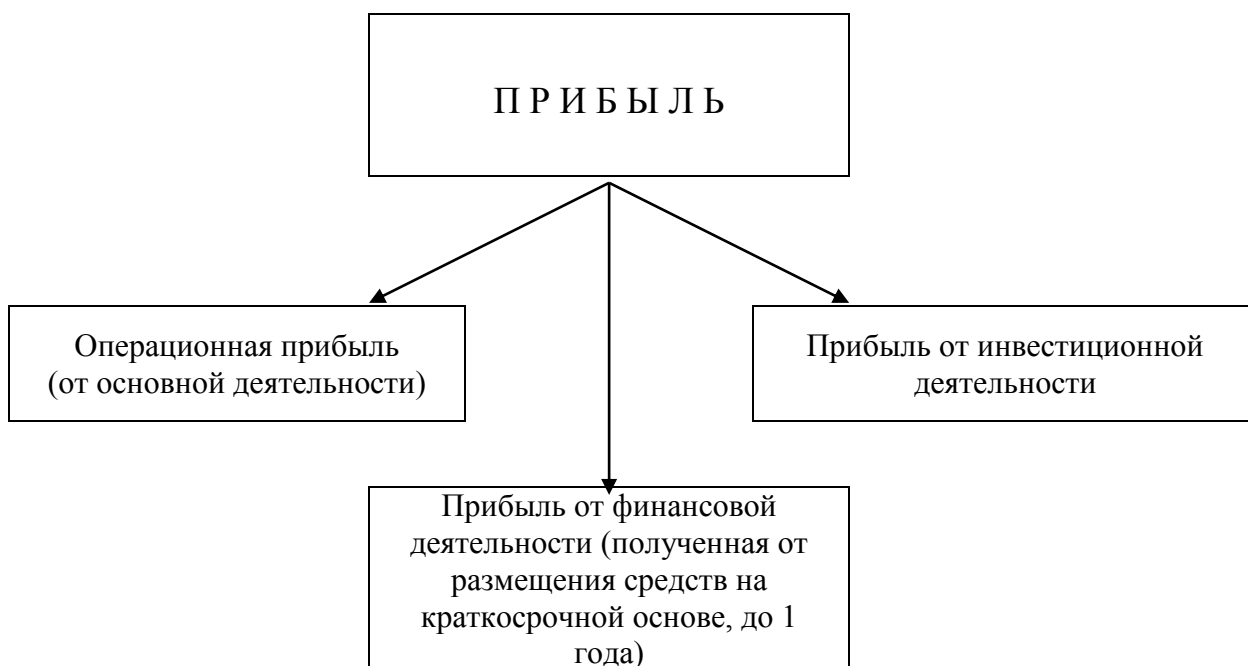 П Р И Б Ы Л Ь
Операционная прибыль
(от основной деятельности)
Прибыль от инвестиционной
деятельности
Прибыль от финансовой
деятельности (полученная от
размещения средств на
краткосрочной основе, до 1
года)